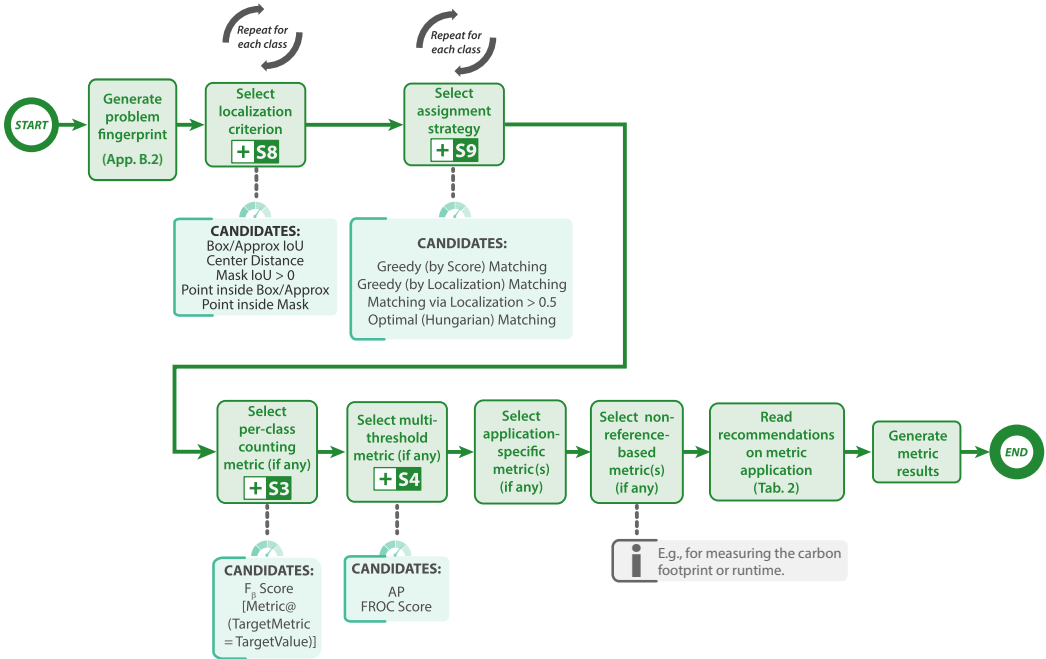 Repeat for
each class
Repeat for
each class
START
Generate
problem
fingerprint
(App. B.2)
Select
localization
criterion
+ S8
Select
assignment
strategy
+ S9
CANDIDATES:
Box/Approx IoU
Center Distance
Mask IoU > 0
Point inside Box/Approx
Point inside Mask
CANDIDATES:
Greedy (by Score) Matching
Greedy (by Localization) Matching
Matching via Localization > 0.5
Optimal (Hungarian) Matching
Select
per-class
counting
metric (if any)
+ S3
Select multi-
threshold
metric (if any)
+ S4
Select
application-
specific
metric(s)
(if any)
Select non-
reference-
based
metric(s)
(if any)
Read
recommendations
on metric
application
(Tab. 2)
Generate
metric
results
END
CANDIDATES:
Fβ Score
[Metric@
(TargetMetric
= TargetValue)]
CANDIDATES:
AP
FROC Score
i
E.g., for measuring the carbon
footprint or runtime.